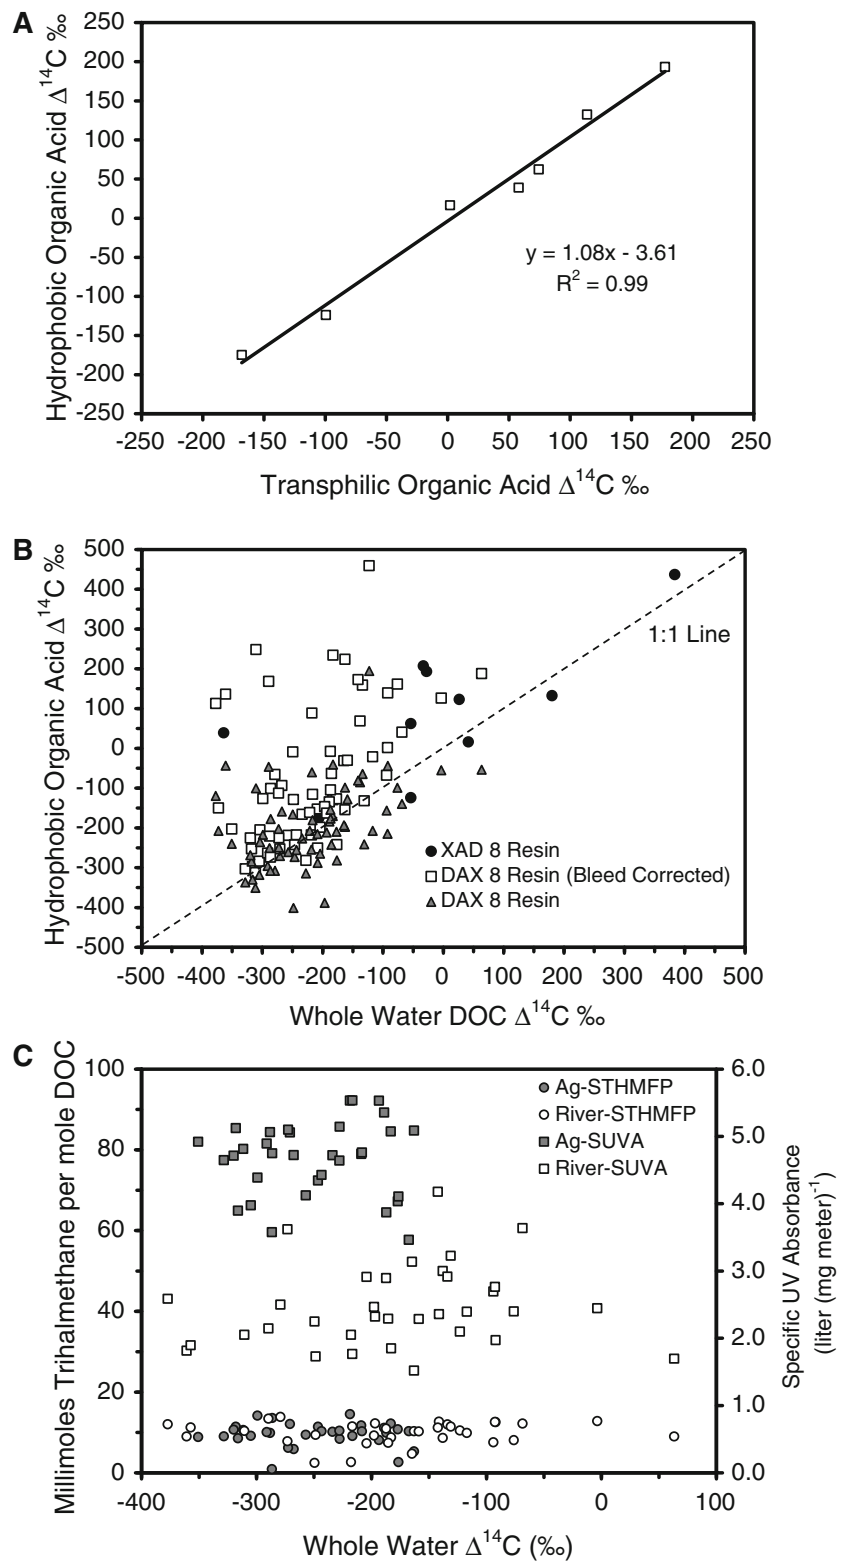 A
Hydrophobic Organic Acid Δ¹⁴C ‰
250
200
150
100
50
0
-50
-100
-150
-200
-250
y = 1.08x - 3.61
R² = 0.99
-250 -200 -150 -100 -50 0 50 100 150 200 250
Transphilic Organic Acid Δ¹⁴C ‰
B
Hydrophobic Organic Acid Δ¹⁴C ‰
500
400
300
200
100
0
-100
-200
-300
-400
-500
1:1 Line
XAD 8 Resin
DAX 8 Resin (Bleed Corrected)
DAX 8 Resin
-500 -400 -300 -200 -100 0 100 200 300 400 500
Whole Water DOC Δ¹⁴C ‰
C
Millimoles Trihalmethane per mole DOC
100
80
60
40
20
0
Ag-STHMFP
River-STHMFP
Ag-SUVA
River-SUVA
6.0
5.0
4.0
3.0
2.0
1.0
0.0
Specific UV Absorbance
(liter (mg meter)⁻¹)
-400 -300 -200 -100 0 100
Whole Water Δ¹⁴C (‰)